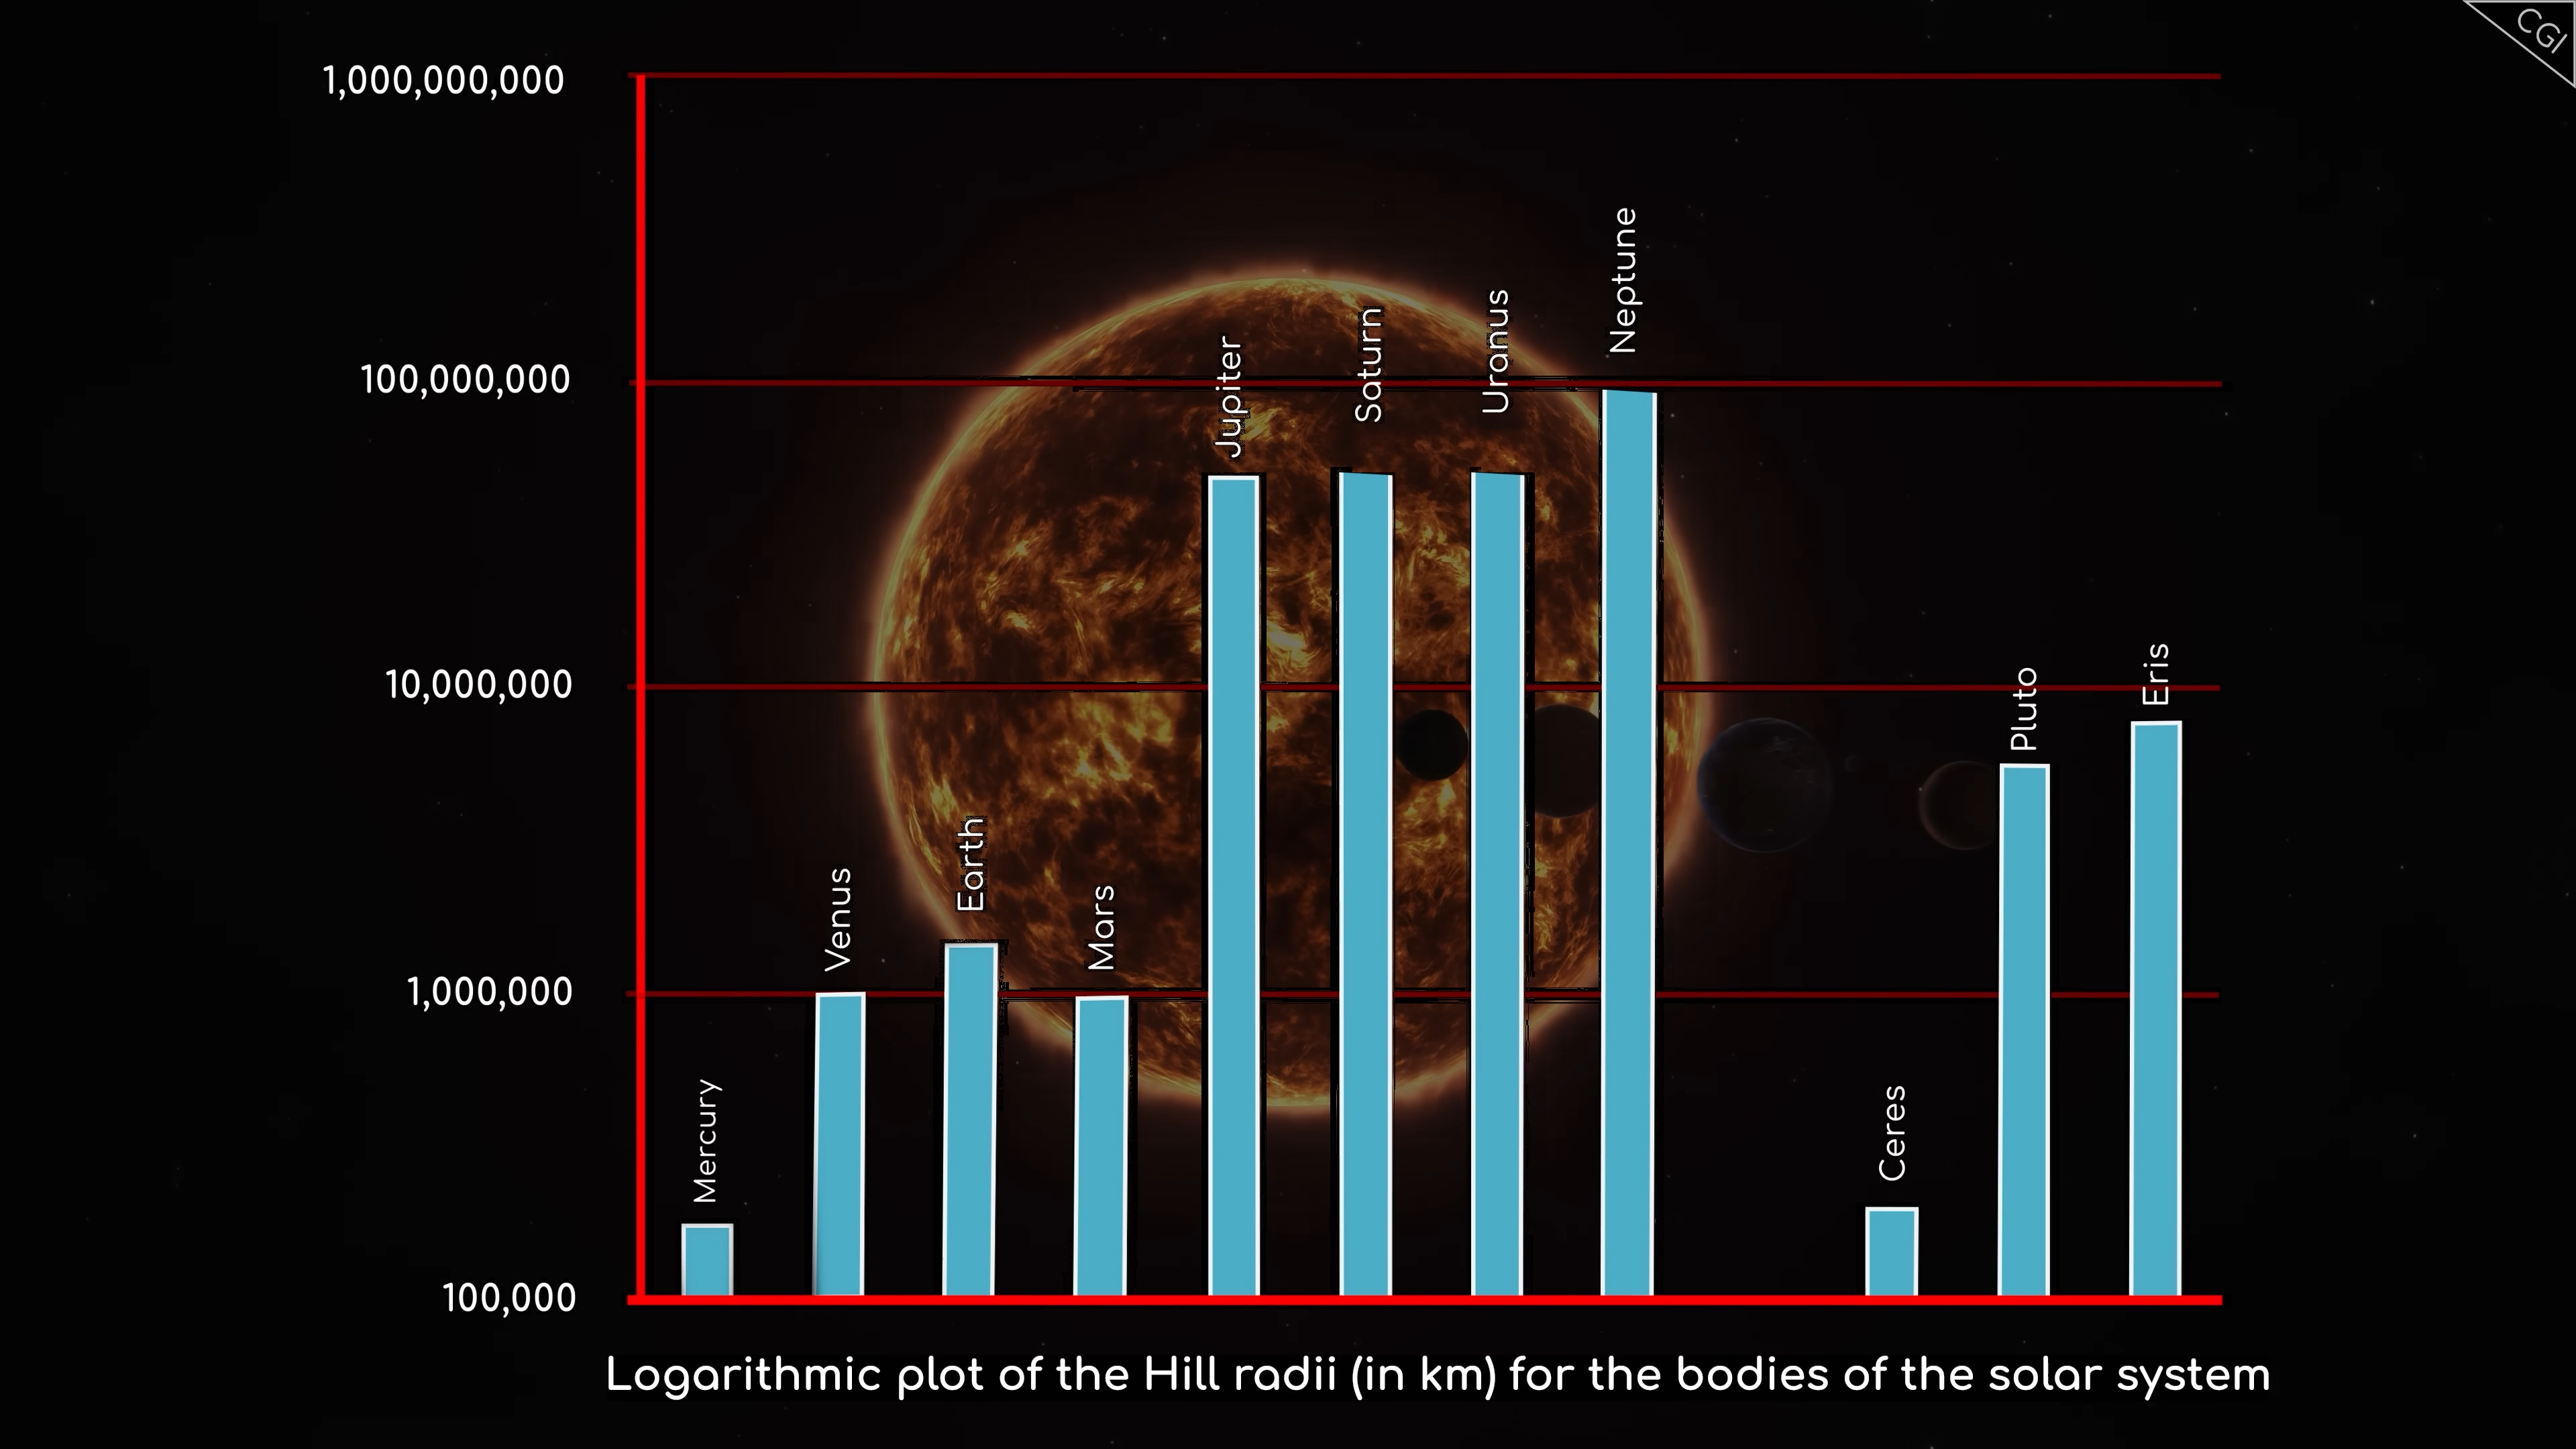 CGI
1,000,000,000
100,000,000
10,000,000
1,000,000
100,000
Mercury
Venus
Earth
Mars
Jupiter
Saturn
Uranus
Neptune
Ceres
Pluto
Eris
Logarithmic plot of the Hill radii (in km) for the bodies of the solar system